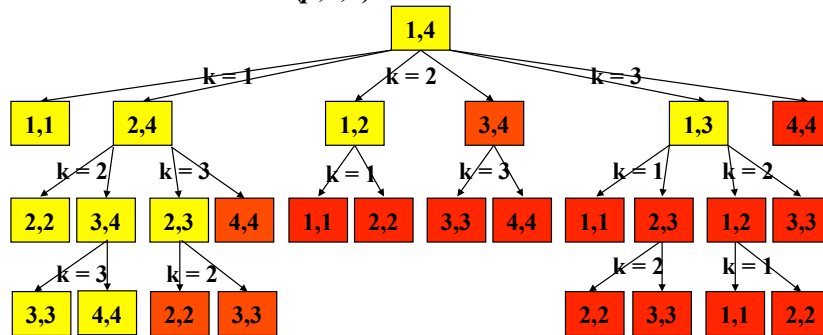 1,4
k = 1 k = 2 k = 3
1,1 2,4 1,2 3,4 1,3 4,4
k = 2 k = 3 k = 1 k = 3 k = 1 k = 2
2,2 3,4 2,3 4,4 1,1 2,2 3,3 4,4 1,1 2,3 1,2 3,3
k = 3 k = 2 k = 2 k = 1
3,3 4,4 2,2 3,3 2,2 3,3 1,1 2,2